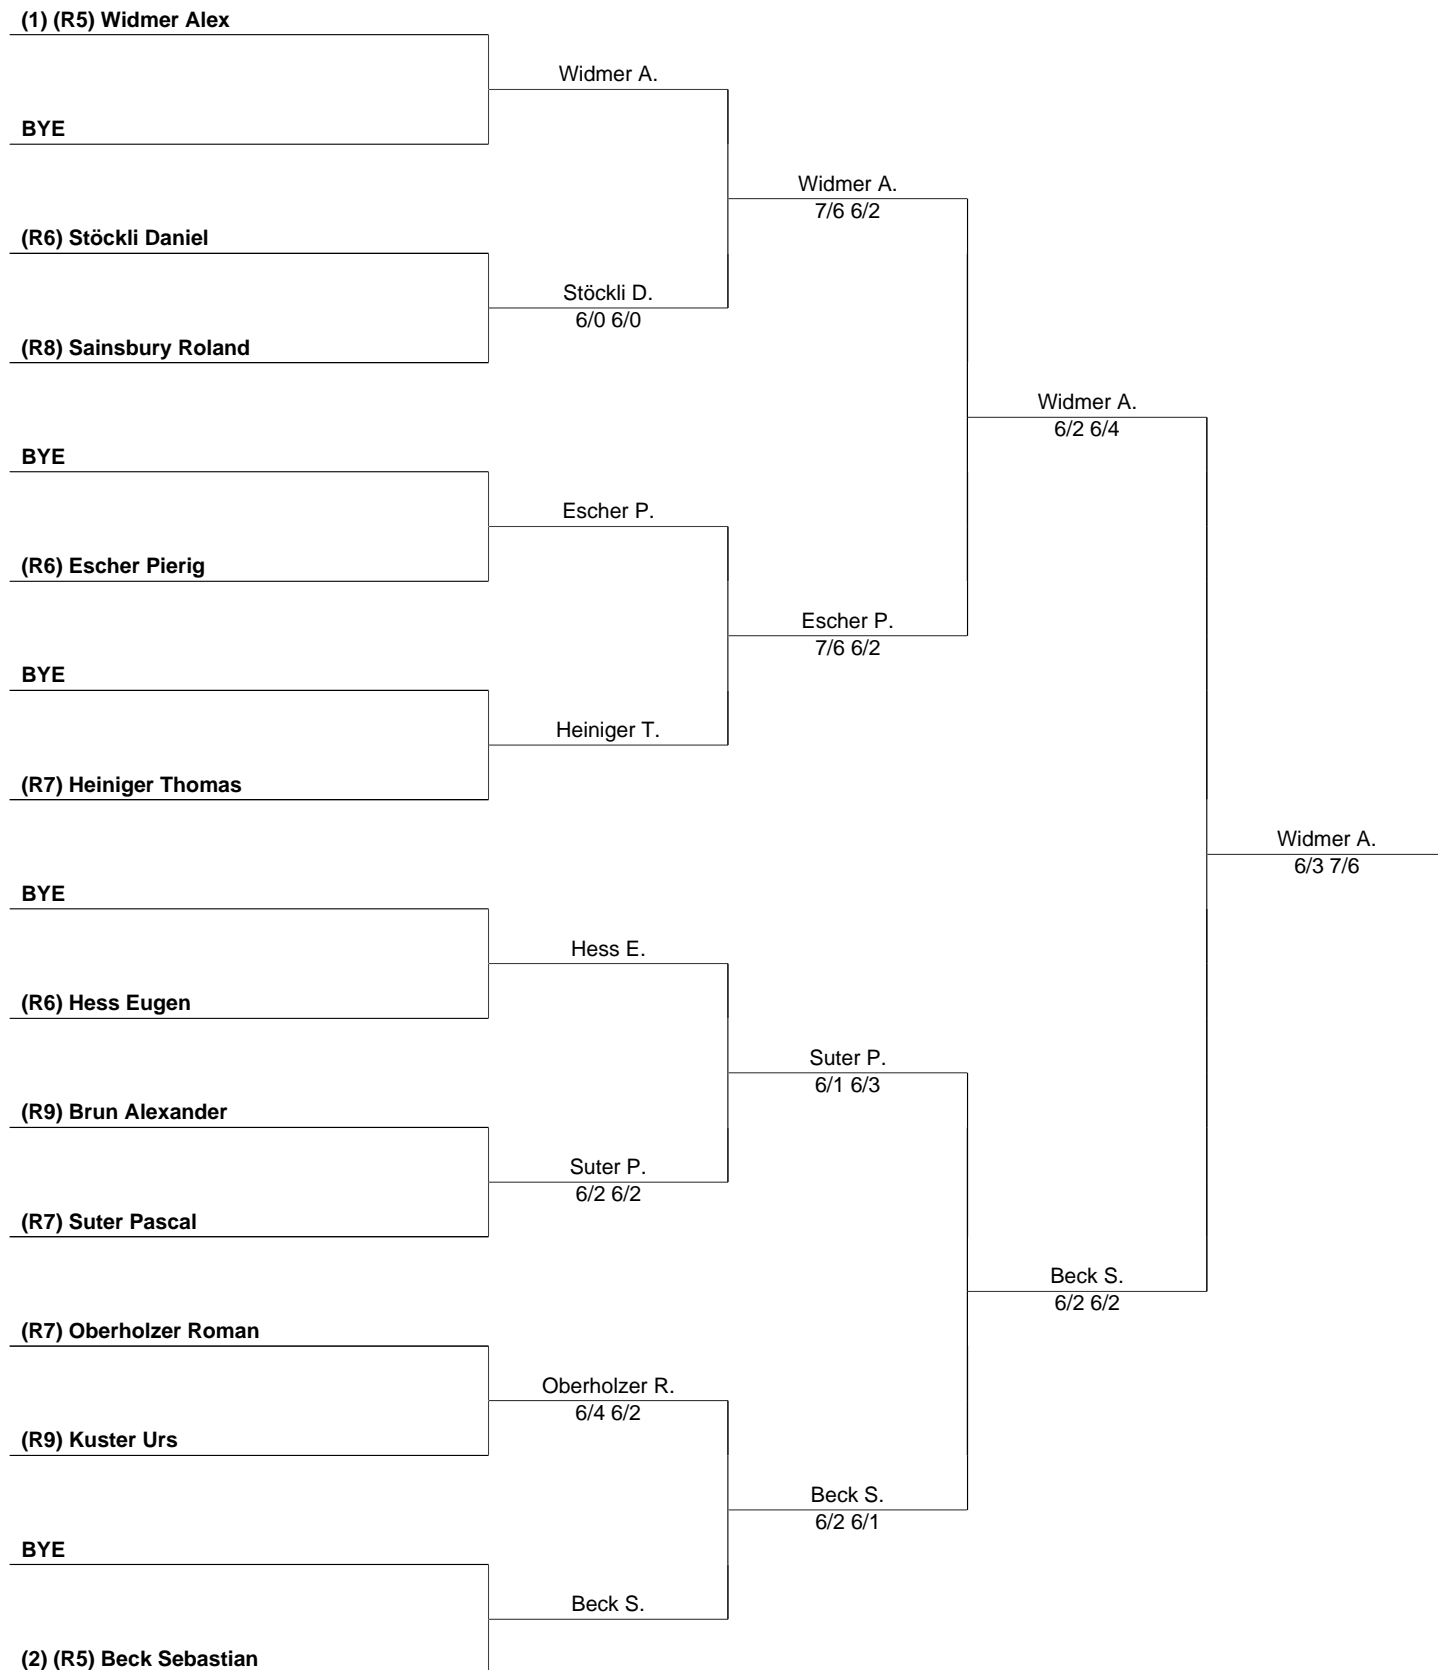 (1) (R5) Widmer Alex
Widmer A.
BYE
Widmer A.
7/6 6/2
(R6) Stöckli Daniel
Stöckli D.
6/0 6/0
(R8) Sainsbury Roland
Widmer A.
6/2 6/4
BYE
Escher P.
(R6) Escher Pierig
Escher P.
7/6 6/2
BYE
Heiniger T.
(R7) Heiniger Thomas
Widmer A.
6/3 7/6
BYE
Hess E.
(R6) Hess Eugen
Suter P.
6/1 6/3
(R9) Brun Alexander
Suter P.
6/2 6/2
(R7) Suter Pascal
Beck S.
6/2 6/2
(R7) Oberholzer Roman
Oberholzer R.
6/4 6/2
(R9) Kuster Urs
Beck S.
6/2 6/1
BYE
Beck S.
(2) (R5) Beck Sebastian